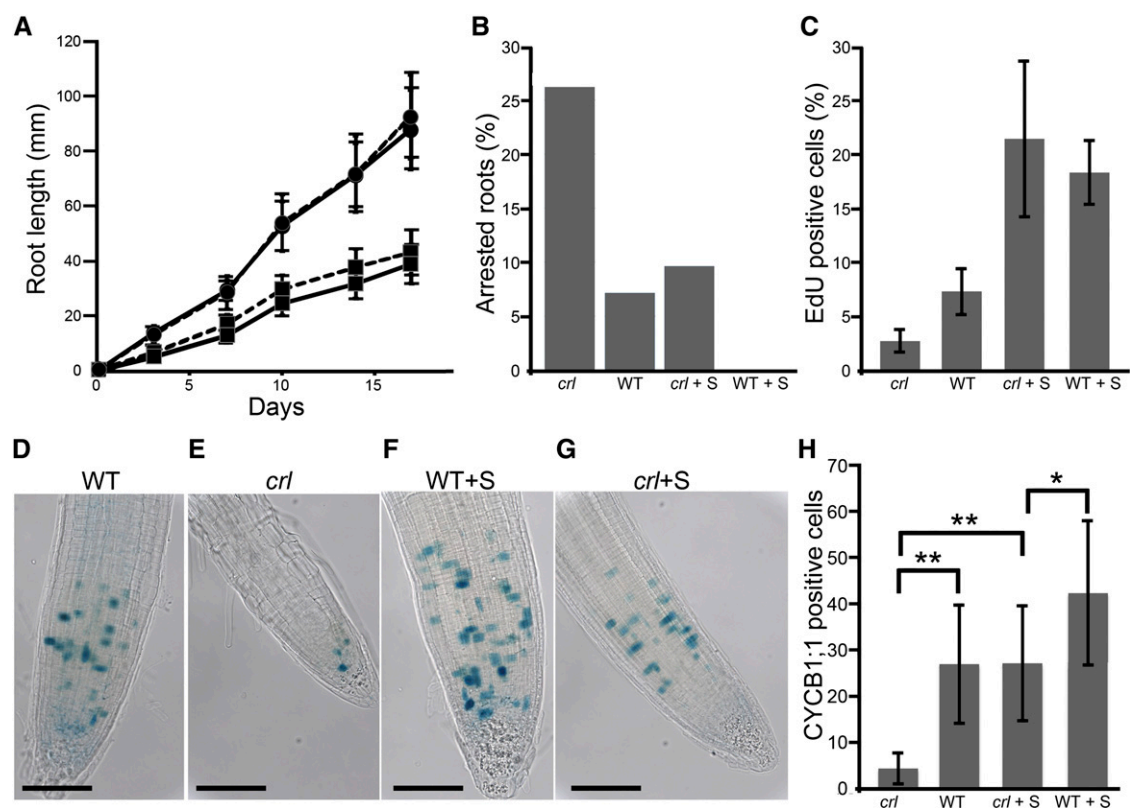 A
Root length (mm)
120
100
80
60
40
20
0
0
5
10
15
Days
B
Arrested roots (%)
30
25
20
15
10
5
0
crl
WT
crl + S
WT + S
C
EdU positive cells (%)
30
25
20
15
10
5
0
crl
WT
crl + S
WT + S
D
WT
E
crl
F
WT+S
G
crl+S
H
CYCB1;1 positive cells
70
60
50
40
30
20
10
0
**
**
*
crl
WT
crl + S
WT + S